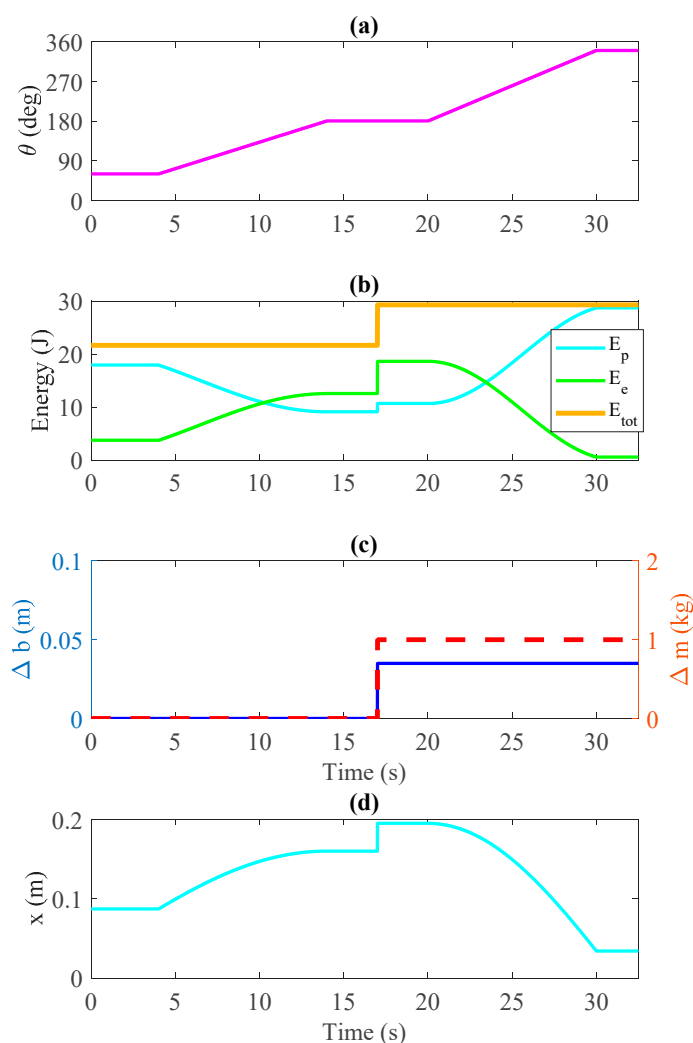 (a)
360
270
180
90
0
θ (deg)
0 5 10 15 20 25 30
(b)
30
20
10
0
Energy (J)
E_p
E_e
E_tot
0 5 10 15 20 25 30
(c)
0.1
0.05
0
Δ b (m)
2
1
0
Δ m (kg)
0 5 10 15 20 25 30
Time (s)
(d)
0.2
0.1
0
x (m)
0 5 10 15 20 25 30
Time (s)